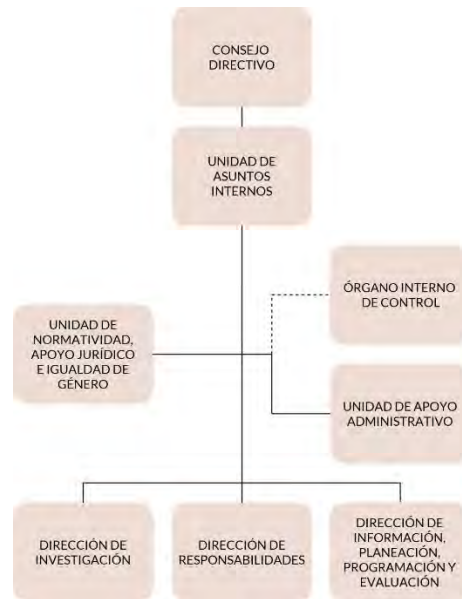 CONSEJO
DIRECTIVO
UNIDAD DE
ASUNTOS
INTERNOS
ÓRGANO INTERNO
DE CONTROL
UNIDAD DE
NORMATIVIDAD,
APOYO JURÍDICO
E IGUALDAD DE
GÉNERO
UNIDAD DE APOYO
ADMINISTRATIVO
DIRECCIÓN DE
INVESTIGACIÓN
DIRECCIÓN DE
RESPONSABILIDADES
DIRECCIÓN DE
INFORMACIÓN,
PLANEACIÓN,
PROGRAMACIÓN Y
EVALUACIÓN